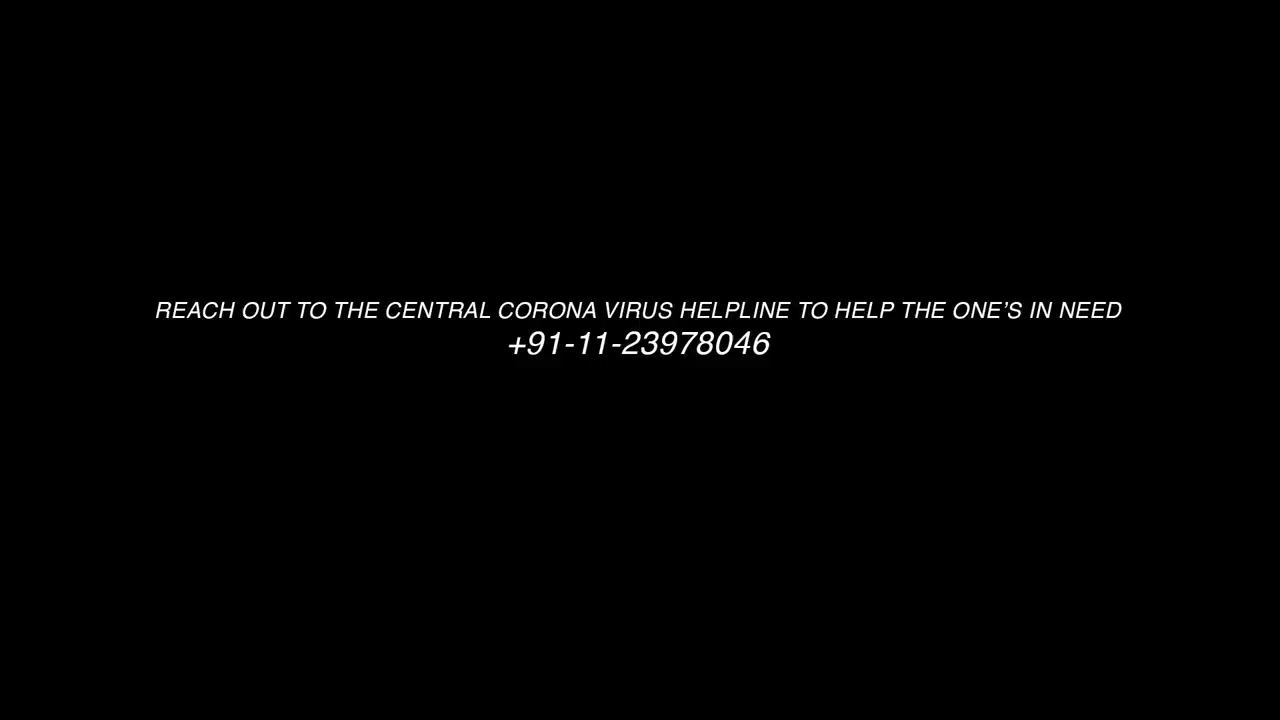 REACH OUT TO THE CENTRAL CORONA VIRUS HELPLINE TO HELP THE ONE’S IN NEED
+91-11-23978046